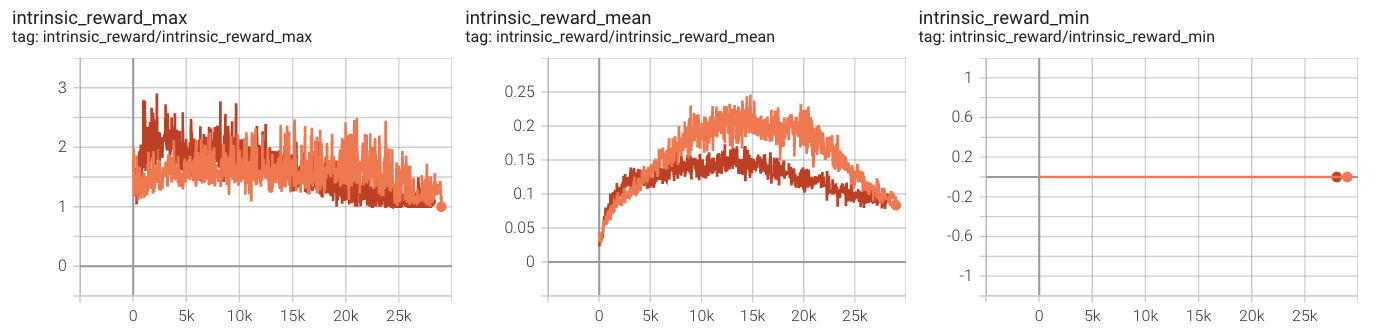 intrinsic_reward_max
tag: intrinsic_reward/intrinsic_reward_max
3
2
1
0
0
5k
10k
15k
20k
25k
intrinsic_reward_mean
tag: intrinsic_reward/intrinsic_reward_mean
0.25
0.2
0.15
0.1
0.05
0
0
5k
10k
15k
20k
25k
intrinsic_reward_min
tag: intrinsic_reward/intrinsic_reward_min
1
0.6
0.2
-0.2
-0.6
-1
0
5k
10k
15k
20k
25k